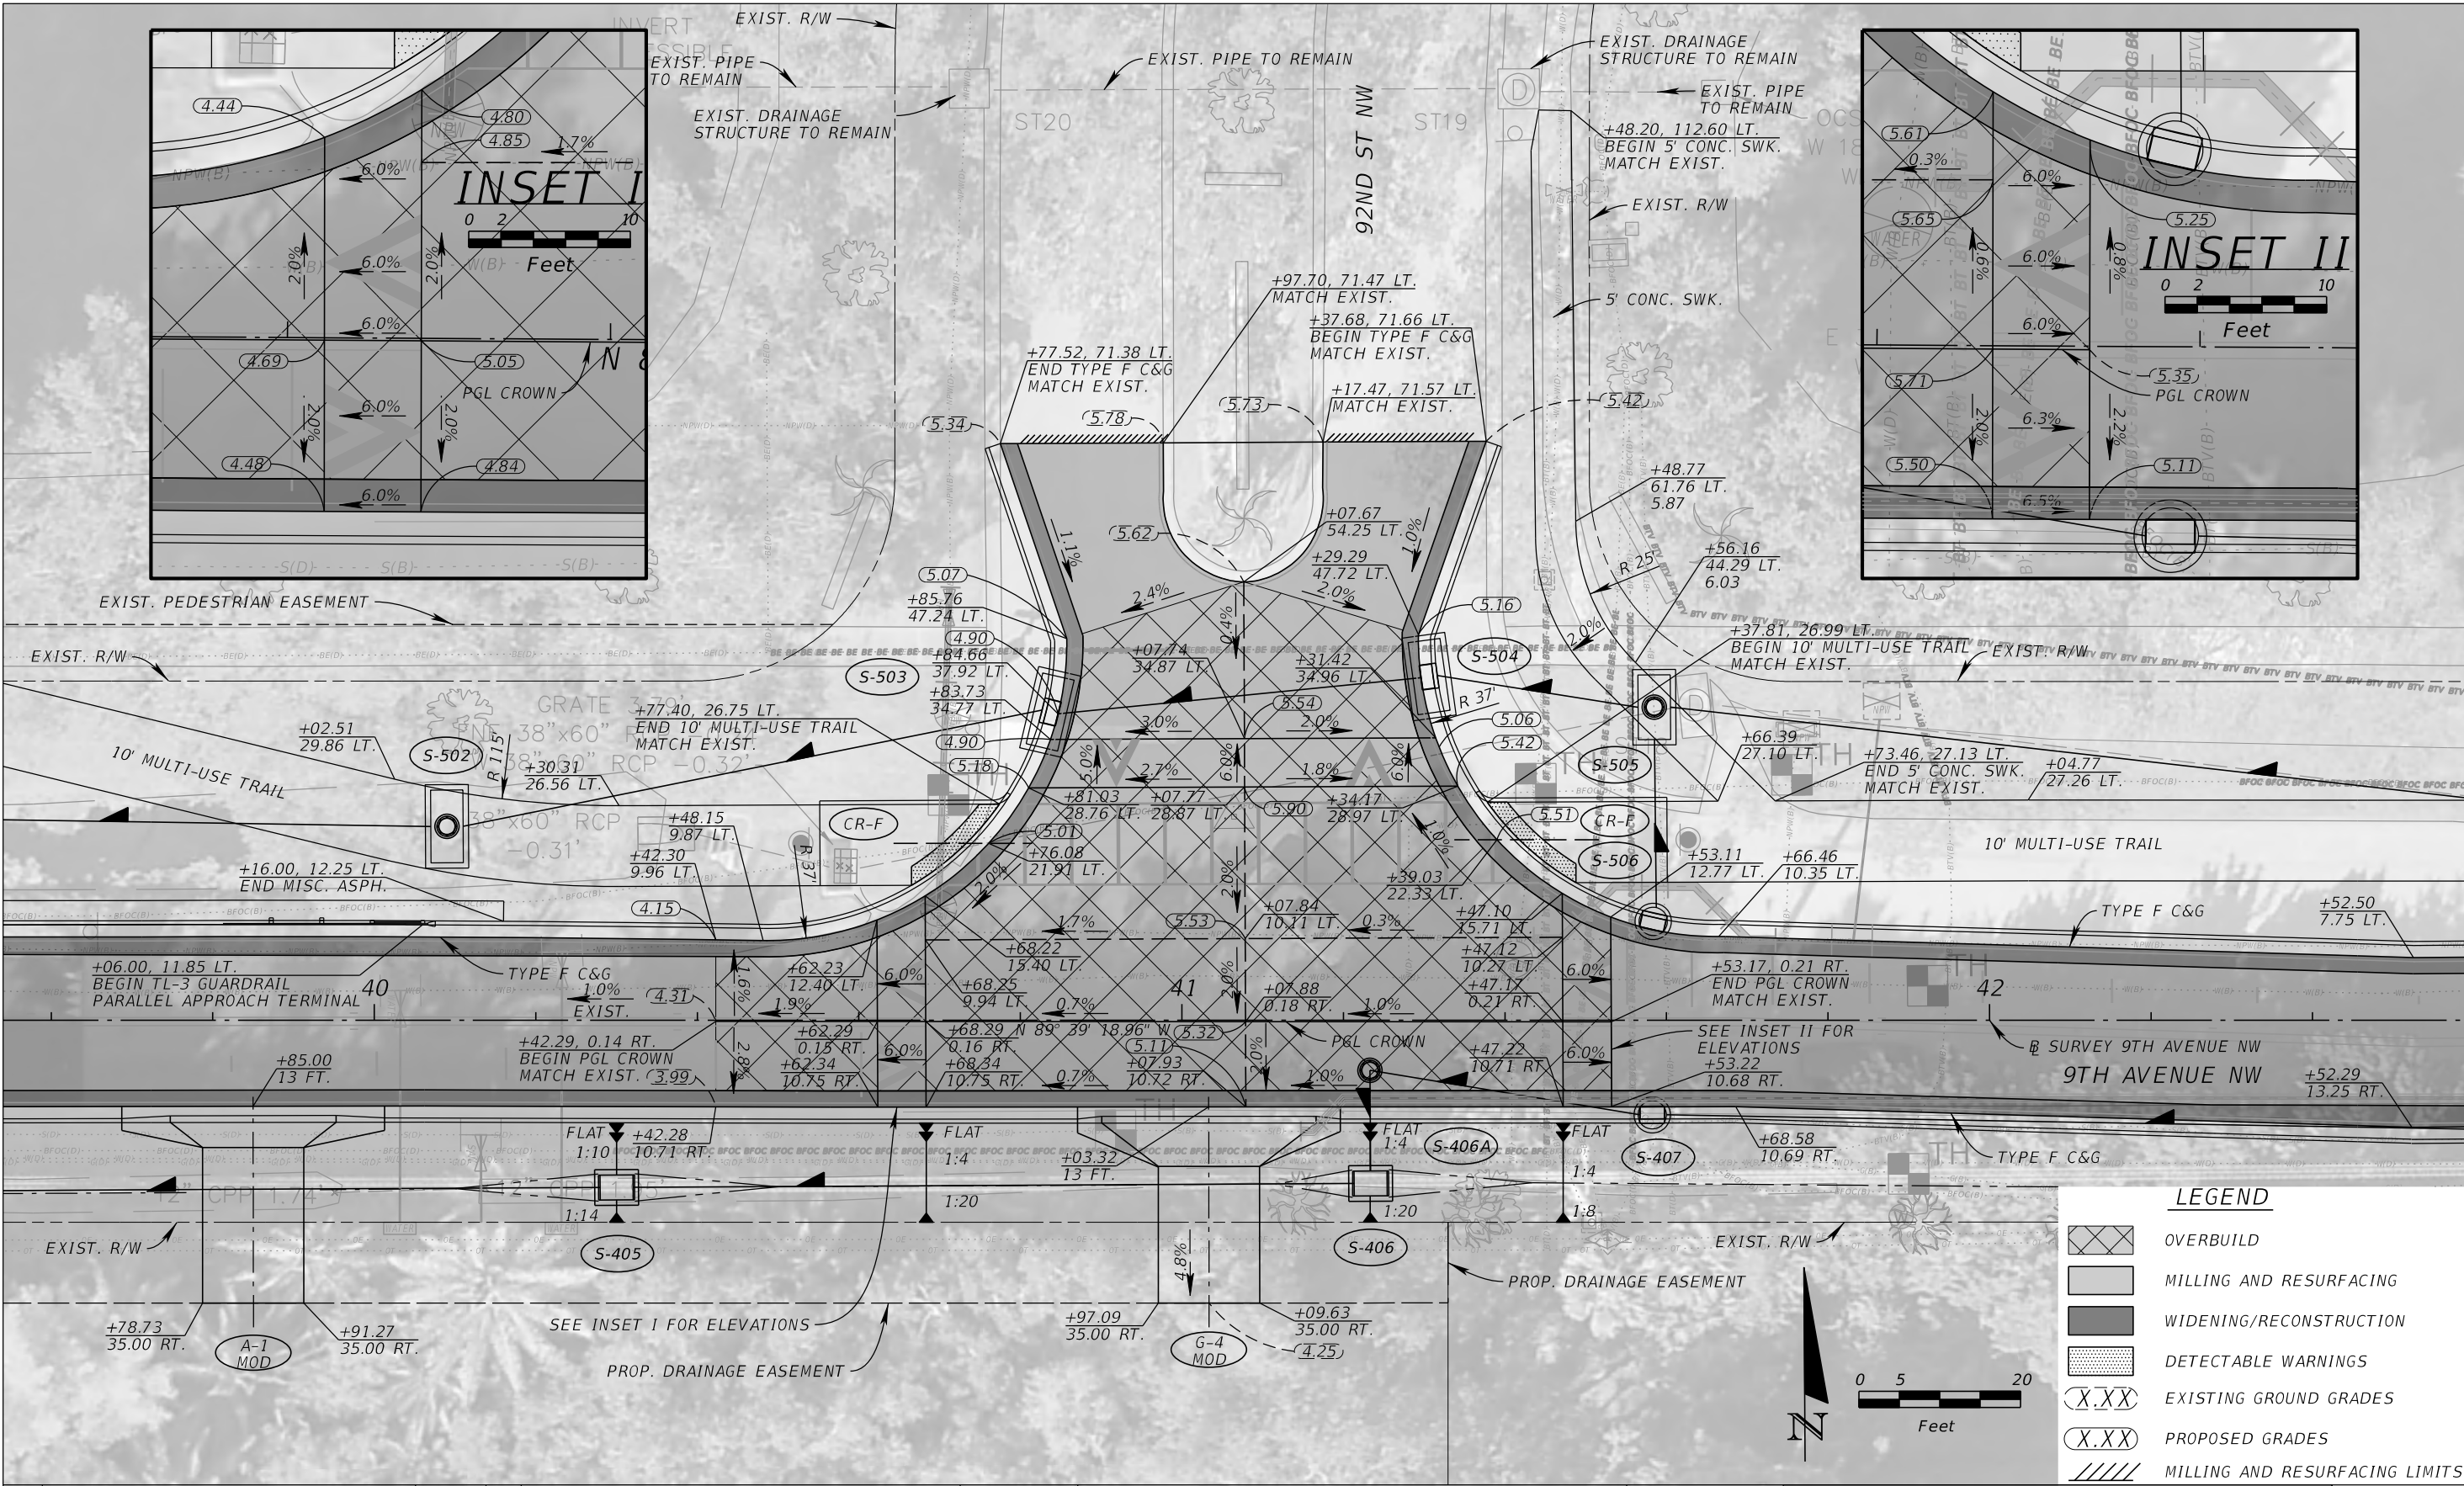 EXIST. R/W
EXIST. PIPE
TO REMAIN
EXIST. DRAINAGE
STRUCTURE TO REMAIN
EXIST. PIPE TO REMAIN
ST20
ST19
92ND ST NW
EXIST. DRAINAGE
STRUCTURE TO REMAIN
EXIST. PIPE
TO REMAIN
+48.20, 112.60 LT.
BEGIN 5' CONC. SWK.
MATCH EXIST.
EXIST. R/W
5' CONC. SWK.
4.44
4.80
4.85
1.7%
6.0%
INSET I
0 2 10
Feet
2.0%
6.0%
2.0%
6.0%
4.69
5.05
PGL CROWN
N 8
2.0%
6.0%
2.0%
4.48
4.84
6.0%
5.61
0.3%
6.0%
5.65
5.25
INSET II
0 2 10
Feet
0.6%
6.0%
0.8%
6.0%
5.35
5.71
PGL CROWN
2.0%
6.3%
2.2%
5.50
5.11
6.5%
+97.70, 71.47 LT.
MATCH EXIST.
+37.68, 71.66 LT.
BEGIN TYPE F C&G
MATCH EXIST.
+77.52, 71.38 LT.
END TYPE F C&G
MATCH EXIST.
+17.47, 71.57 LT.
MATCH EXIST.
5.34
5.78
5.73
5.42
+48.77
61.76 LT.
5.87
1.1%
5.62
+07.67
54.25 LT.
1.0%
+29.29
47.72 LT.
R 25'
+56.16
44.29 LT.
6.03
EXIST. PEDESTRIAN EASEMENT
5.07
+85.76
47.24 LT.
2.4%
0.4%
2.0%
5.16
2.0%
EXIST. R/W
4.90
+84.66
37.92 LT.
S-503
+83.73
34.77 LT.
+07.74
34.87 LT.
+31.42
34.96 LT.
S-504
+37.81, 26.99 LT.
BEGIN 10' MULTI-USE TRAIL
MATCH EXIST.
EXIST. R/W
R 37'
+77.40, 26.75 LT.
END 10' MULTI-USE TRAIL
MATCH EXIST.
5.54
5.06
3.0%
2.0%
+02.51
29.86 LT.
S-502
R 115'
4.90
5.42
+66.39
27.10 LT.
10' MULTI-USE TRAIL
+30.31
26.56 LT.
5.18
5.0%
2.7%
6.0%
1.8%
6.0%
S-505
+73.46, 27.13 LT.
END 5' CONC. SWK.
MATCH EXIST.
+04.77
27.26 LT.
+81.03
28.76 LT.
+07.77
28.87 LT.
5.90
+34.17
28.97 LT.
38"x60" RCP
-0.31'
+48.15
9.87 LT.
CR-F
5.01
1.0%
5.51
CR-F
+42.30
9.96 LT.
R 37'
+76.08
21.91 LT.
S-506
+53.11
12.77 LT.
+66.46
10.35 LT.
10' MULTI-USE TRAIL
+16.00, 12.25 LT.
END MISC. ASPH.
2.0%
2.0%
+39.03
22.33 LT.
4.15
1.7%
5.53
+07.84
10.11 LT.
0.3%
+47.10
15.71 LT.
TYPE F C&G
+52.50
7.75 LT.
+68.22
15.40 LT.
+47.12
10.27 LT.
+06.00, 11.85 LT.
BEGIN TL-3 GUARDRAIL
PARALLEL APPROACH TERMINAL
TYPE F C&G
40
1.0%
EXIST.
4.31
1.6%
+62.23
12.40 LT.
6.0%
+68.25
9.94 LT.
2.0%
+07.88
0.18 RT.
+47.17
0.21 RT.
6.0%
+53.17, 0.21 RT.
END PGL CROWN
MATCH EXIST.
TH
42
1.9%
0.7%
41
1.0%
+42.29, 0.14 RT.
BEGIN PGL CROWN
MATCH EXIST.
3.99
2.8%
+62.29
0.15 RT.
+68.29
0.16 RT.
N 89° 39' 18.96" W
5.32
PGL CROWN
SEE INSET II FOR
ELEVATIONS
℄ SURVEY 9TH AVENUE NW
9TH AVENUE NW
+85.00
13 FT.
+62.34
10.75 RT.
6.0%
+68.34
10.75 RT.
0.7%
5.11
+07.93
10.72 RT.
2.0%
1.0%
+47.22
10.71 RT.
6.0%
+53.22
10.68 RT.
+52.29
13.25 RT.
FLAT
1:10
+42.28
10.71 RT.
FLAT
1:4
TH
+03.32
13 FT.
FLAT
1:4
S-406A
FLAT
1:4
S-407
+68.58
10.69 RT.
TYPE F C&G
TH
1:14
1:20
1:20
1:8
EXIST. R/W
S-405
4.8%
S-406
EXIST. R/W
PROP. DRAINAGE EASEMENT
+78.73
35.00 RT.
A-1
MOD
+91.27
35.00 RT.
SEE INSET I FOR ELEVATIONS
PROP. DRAINAGE EASEMENT
+97.09
35.00 RT.
G-4
MOD
+09.63
35.00 RT.
4.25
N
0 5 20
Feet
LEGEND
OVERBUILD
MILLING AND RESURFACING
WIDENING/RECONSTRUCTION
DETECTABLE WARNINGS
X.XX EXISTING GROUND GRADES
X.XX PROPOSED GRADES
MILLING AND RESURFACING LIMITS